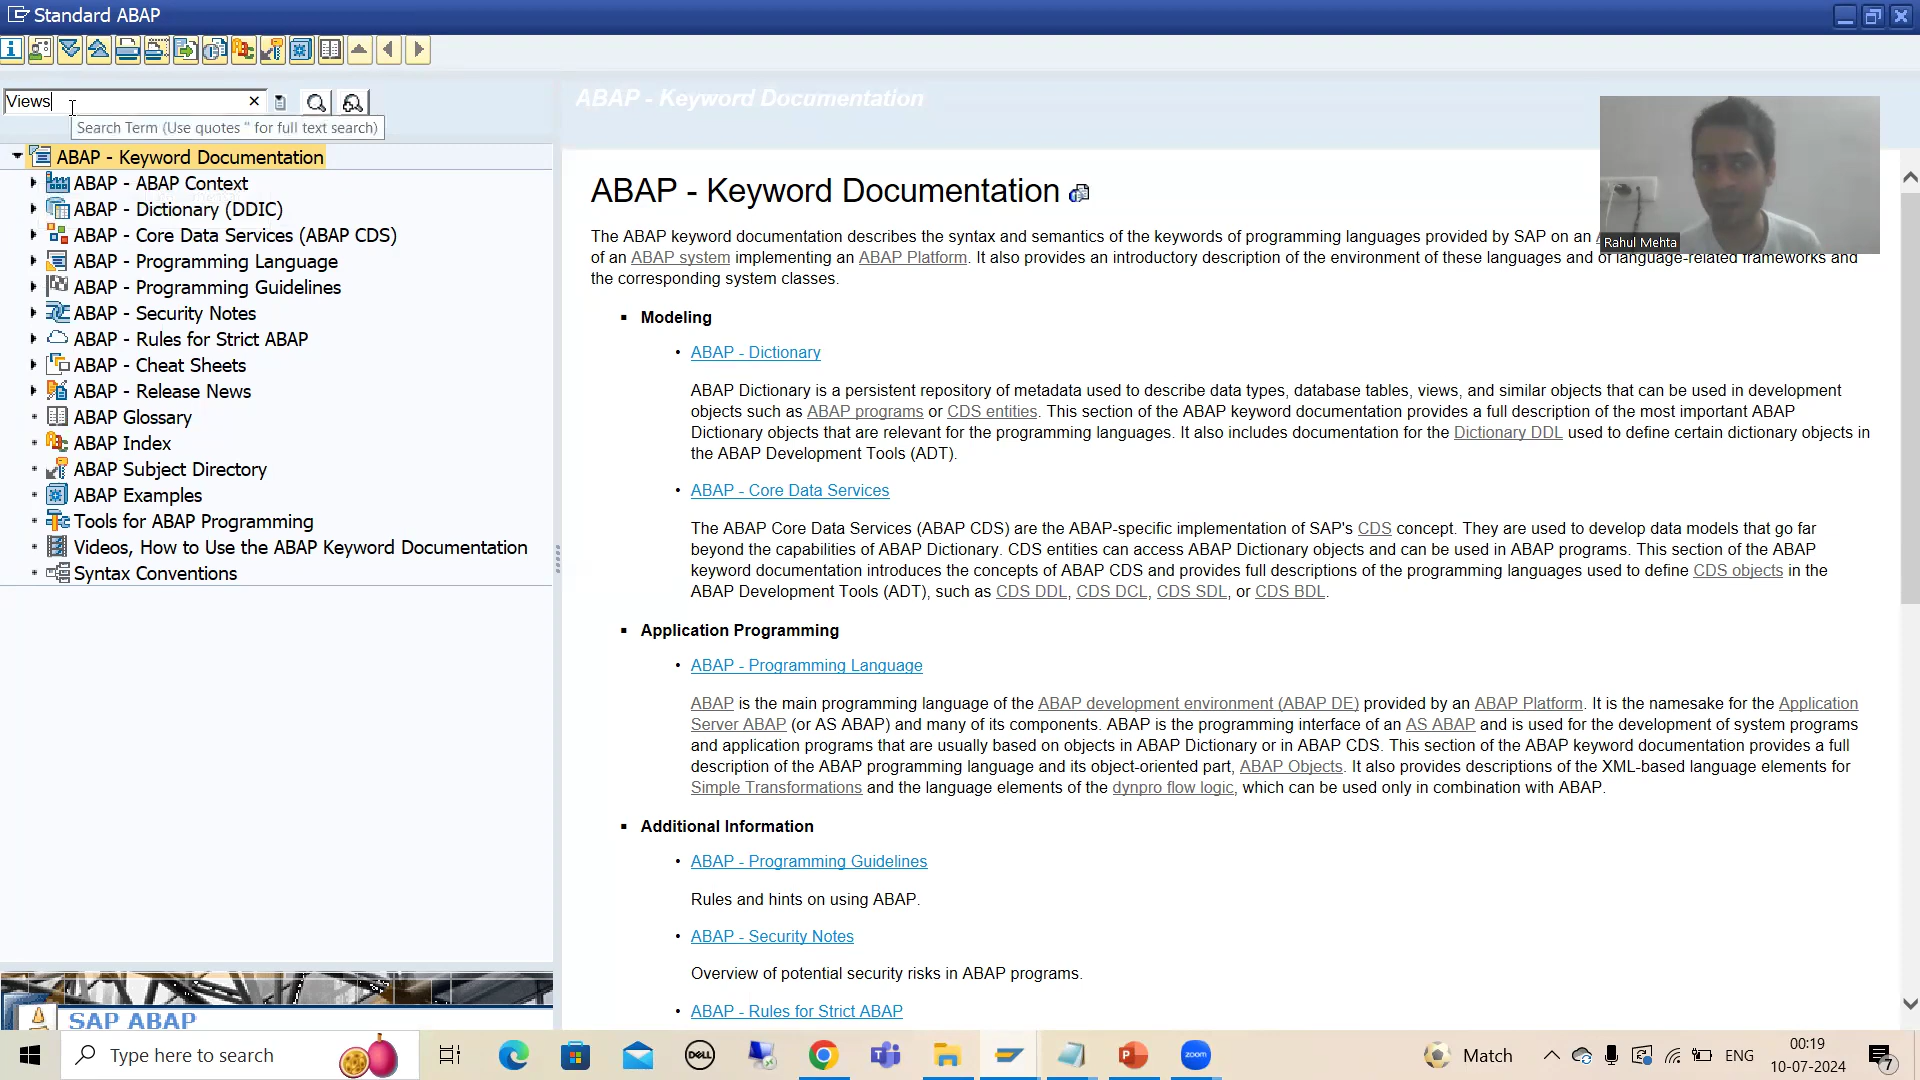 Standard ABAP
Views
Search Term (Use quotes " for full text search)
ABAP - Keyword Documentation
ABAP - ABAP Context
ABAP - Dictionary (DDIC)
ABAP - Core Data Services (ABAP CDS)
ABAP - Programming Language
ABAP - Programming Guidelines
ABAP - Security Notes
ABAP - Rules for Strict ABAP
ABAP - Cheat Sheets
ABAP - Release News
ABAP Glossary
ABAP Index
ABAP Subject Directory
ABAP Examples
Tools for ABAP Programming
Videos, How to Use the ABAP Keyword Documentation
Syntax Conventions
SAP ABAP
ABAP - Keyword Documentation
ABAP - Keyword Documentation
The ABAP keyword documentation describes the syntax and semantics of the keywords of programming languages provided by SAP on an
of an ABAP system implementing an ABAP Platform. It also provides an introductory description of the environment of these languages and of language-related frameworks and
the corresponding system classes.
Rahul Mehta
Modeling
ABAP - Dictionary
ABAP Dictionary is a persistent repository of metadata used to describe data types, database tables, views, and similar objects that can be used in development
objects such as ABAP programs or CDS entities. This section of the ABAP keyword documentation provides a full description of the most important ABAP
Dictionary objects that are relevant for the programming languages. It also includes documentation for the Dictionary DDL used to define certain dictionary objects in
the ABAP Development Tools (ADT).
ABAP - Core Data Services
The ABAP Core Data Services (ABAP CDS) are the ABAP-specific implementation of SAP's CDS concept. They are used to develop data models that go far
beyond the capabilities of ABAP Dictionary. CDS entities can access ABAP Dictionary objects and can be used in ABAP programs. This section of the ABAP
keyword documentation introduces the concepts of ABAP CDS and provides full descriptions of the programming languages used to define CDS objects in the
ABAP Development Tools (ADT), such as CDS DDL, CDS DCL, CDS SDL, or CDS BDL.
Application Programming
ABAP - Programming Language
ABAP is the main programming language of the ABAP development environment (ABAP DE) provided by an ABAP Platform. It is the namesake for the Application
Server ABAP (or AS ABAP) and many of its components. ABAP is the programming interface of an AS ABAP and is used for the development of system programs
and application programs that are usually based on objects in ABAP Dictionary or in ABAP CDS. This section of the ABAP keyword documentation provides a full
description of the ABAP programming language and its object-oriented part, ABAP Objects. It also provides descriptions of the XML-based language elements for
Simple Transformations and the language elements of the dynpro flow logic, which can be used only in combination with ABAP.
Additional Information
ABAP - Programming Guidelines
Rules and hints on using ABAP.
ABAP - Security Notes
Overview of potential security risks in ABAP programs.
ABAP - Rules for Strict ABAP
Type here to search
DELL
zoom
Match
ENG
00:19
10-07-2024
7